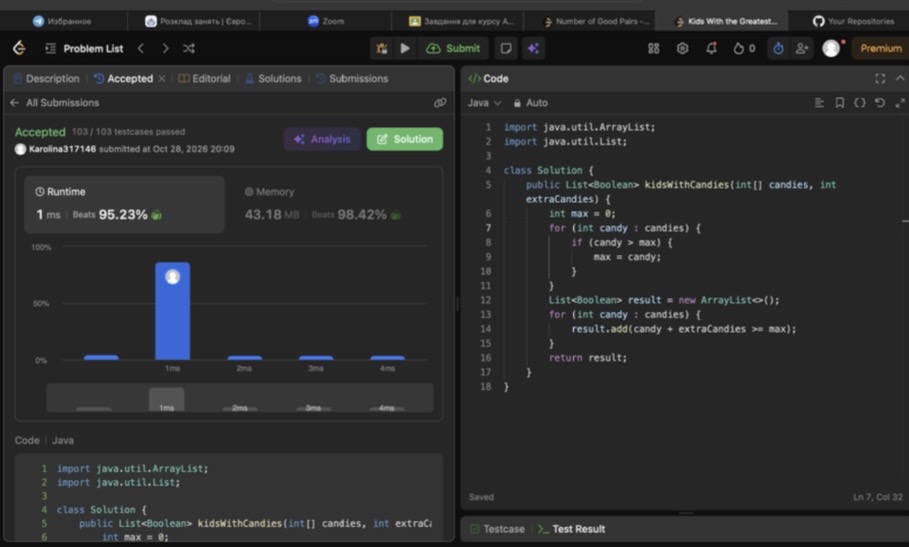 Избранное
Розклад занять | Євро...
Zoom
Завдання для курсу A...
Number of Good Pairs -...
Kids With the Greatest...
Your Repositories
Problem List
Submit
0
Premium
Description
Accepted
Editorial
Solutions
Submissions
All Submissions
Accepted 103 / 103 testcases passed
Karolina317146 submitted at Oct 28, 2026 20:09
Analysis
Solution
Runtime
1 ms | Beats 95.23%
Memory
43.18 MB | Beats 98.42%
100%
50%
0%
1ms 2ms 3ms 4ms
1ms 2ms 3ms 4ms
Code | Java
1 import java.util.ArrayList;
2 import java.util.List;
3
4 class Solution {
5 public List<Boolean> kidsWithCandies(int[] candies, int extraCa
6 int max = 0;
</> Code
Java
Auto
1 import java.util.ArrayList;
2 import java.util.List;
3
4 class Solution {
5 public List<Boolean> kidsWithCandies(int[] candies, int
extraCandies) {
6 int max = 0;
7 for (int candy : candies) {
8 if (candy > max) {
9 max = candy;
10 }
11 }
12 List<Boolean> result = new ArrayList<>();
13 for (int candy : candies) {
14 result.add(candy + extraCandies >= max);
15 }
16 return result;
17 }
18 }
Saved
Ln 7, Col 32
Testcase
>_ Test Result